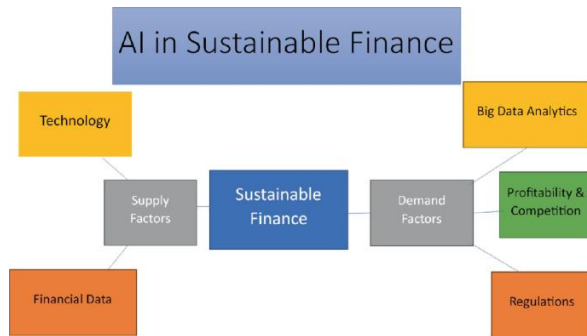 AI in Sustainable Finance
Technology
Big Data Analytics
Supply
Factors
Sustainable
Finance
Demand
Factors
Profitability &
Competition
Financial Data
Regulations